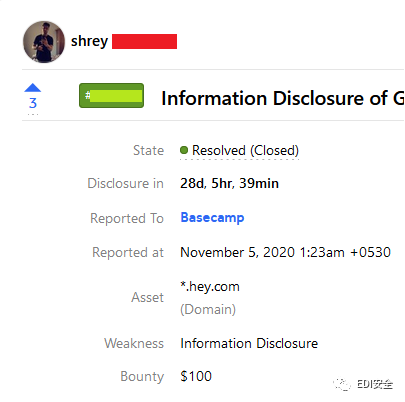 shrey
3
#
Information Disclosure of G
State Resolved (Closed)
Disclosure in 28d, 5hr, 39min
Reported To Basecamp
Reported at November 5, 2020 1:23am +0530
Asset *.hey.com
(Domain)
Weakness Information Disclosure
Bounty $100
EDI安全